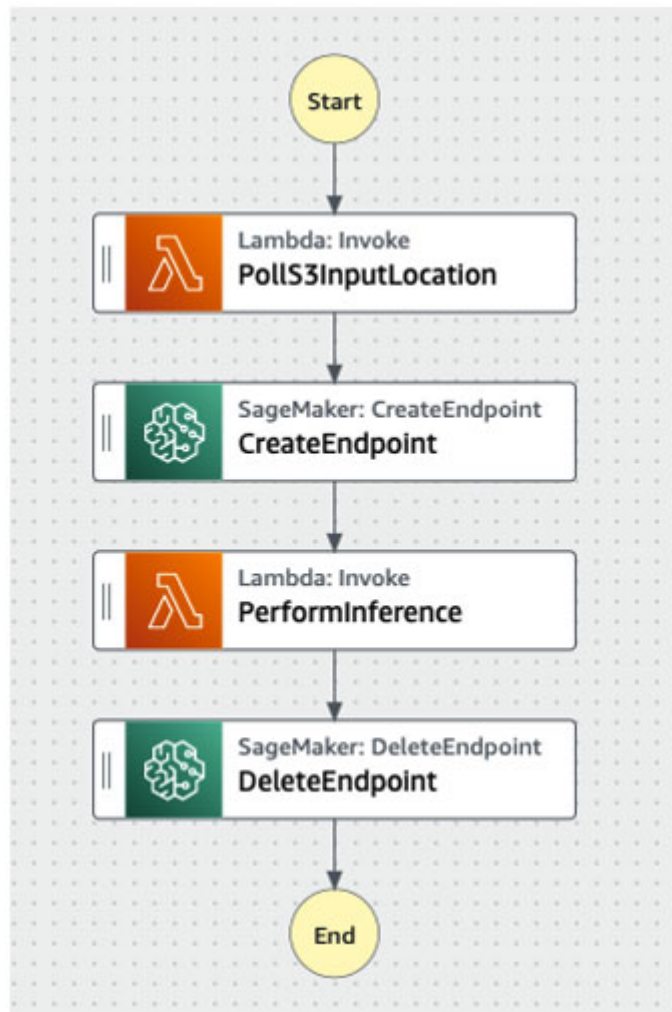 Start
Lambda: Invoke
PollS3InputLocation
SageMaker: CreateEndpoint
CreateEndpoint
Lambda: Invoke
PerformInference
SageMaker: DeleteEndpoint
DeleteEndpoint
End